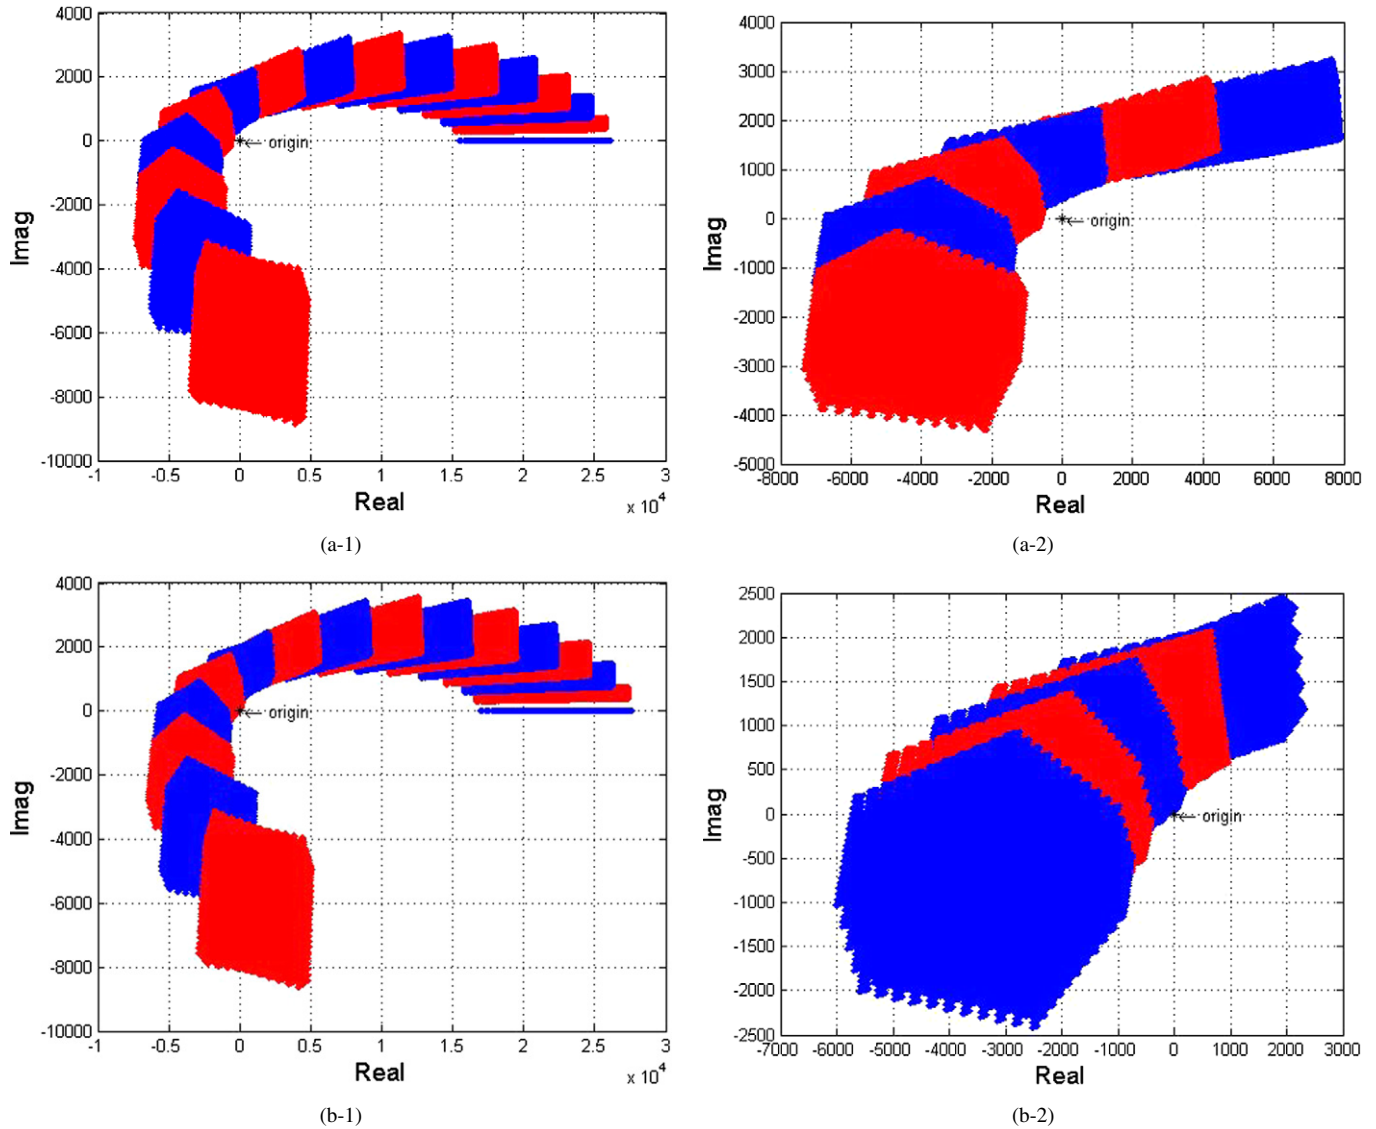 4000
2000
0
-2000
-4000
-6000
-8000
-10000
-1 -0.5 0 0.5 1 1.5 2 2.5 3
x 10^4
Real
Imag
← origin
(a-1)
4000
3000
2000
1000
0
-1000
-2000
-3000
-4000
-5000
-8000 -6000 -4000 -2000 0 2000 4000 6000 8000
Real
Imag
← origin
(a-2)
4000
2000
0
-2000
-4000
-6000
-8000
-10000
-1 -0.5 0 0.5 1 1.5 2 2.5 3
x 10^4
Real
Imag
← origin
(b-1)
2500
2000
1500
1000
500
0
-500
-1000
-1500
-2000
-2500
-7000 -6000 -5000 -4000 -3000 -2000 -1000 0 1000 2000 3000
Real
Imag
← origin
(b-2)